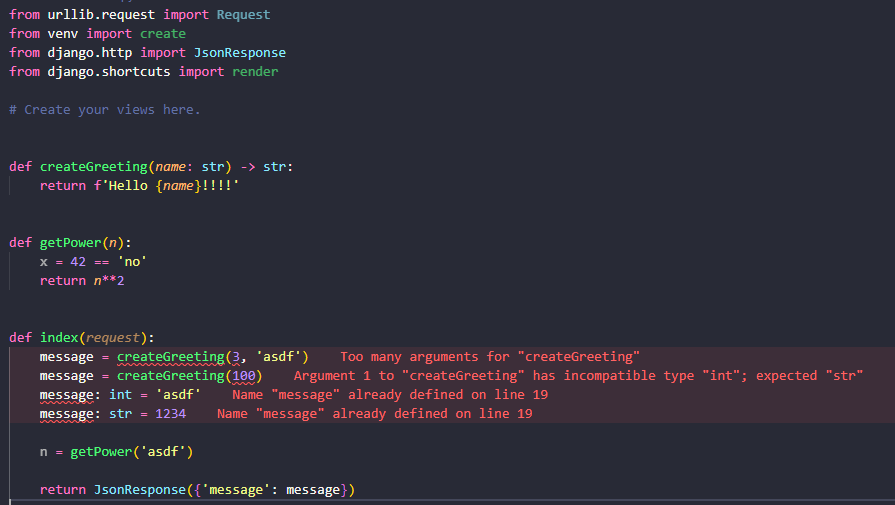 from urllib.request import Request
from venv import create
from django.http import JsonResponse
from django.shortcuts import render
# Create your views here.
def createGreeting(name: str) -> str:
    return f'Hello {name}!!!!'
def getPower(n):
    x = 42 == 'no'
    return n**2
def index(request):
    message = createGreeting(3, 'asdf')    Too many arguments for "createGreeting"
    message = createGreeting(100)    Argument 1 to "createGreeting" has incompatible type "int"; expected "str"
    message: int = 'asdf'    Name "message" already defined on line 19
    message: str = 1234    Name "message" already defined on line 19
    n = getPower('asdf')
    return JsonResponse({'message': message})